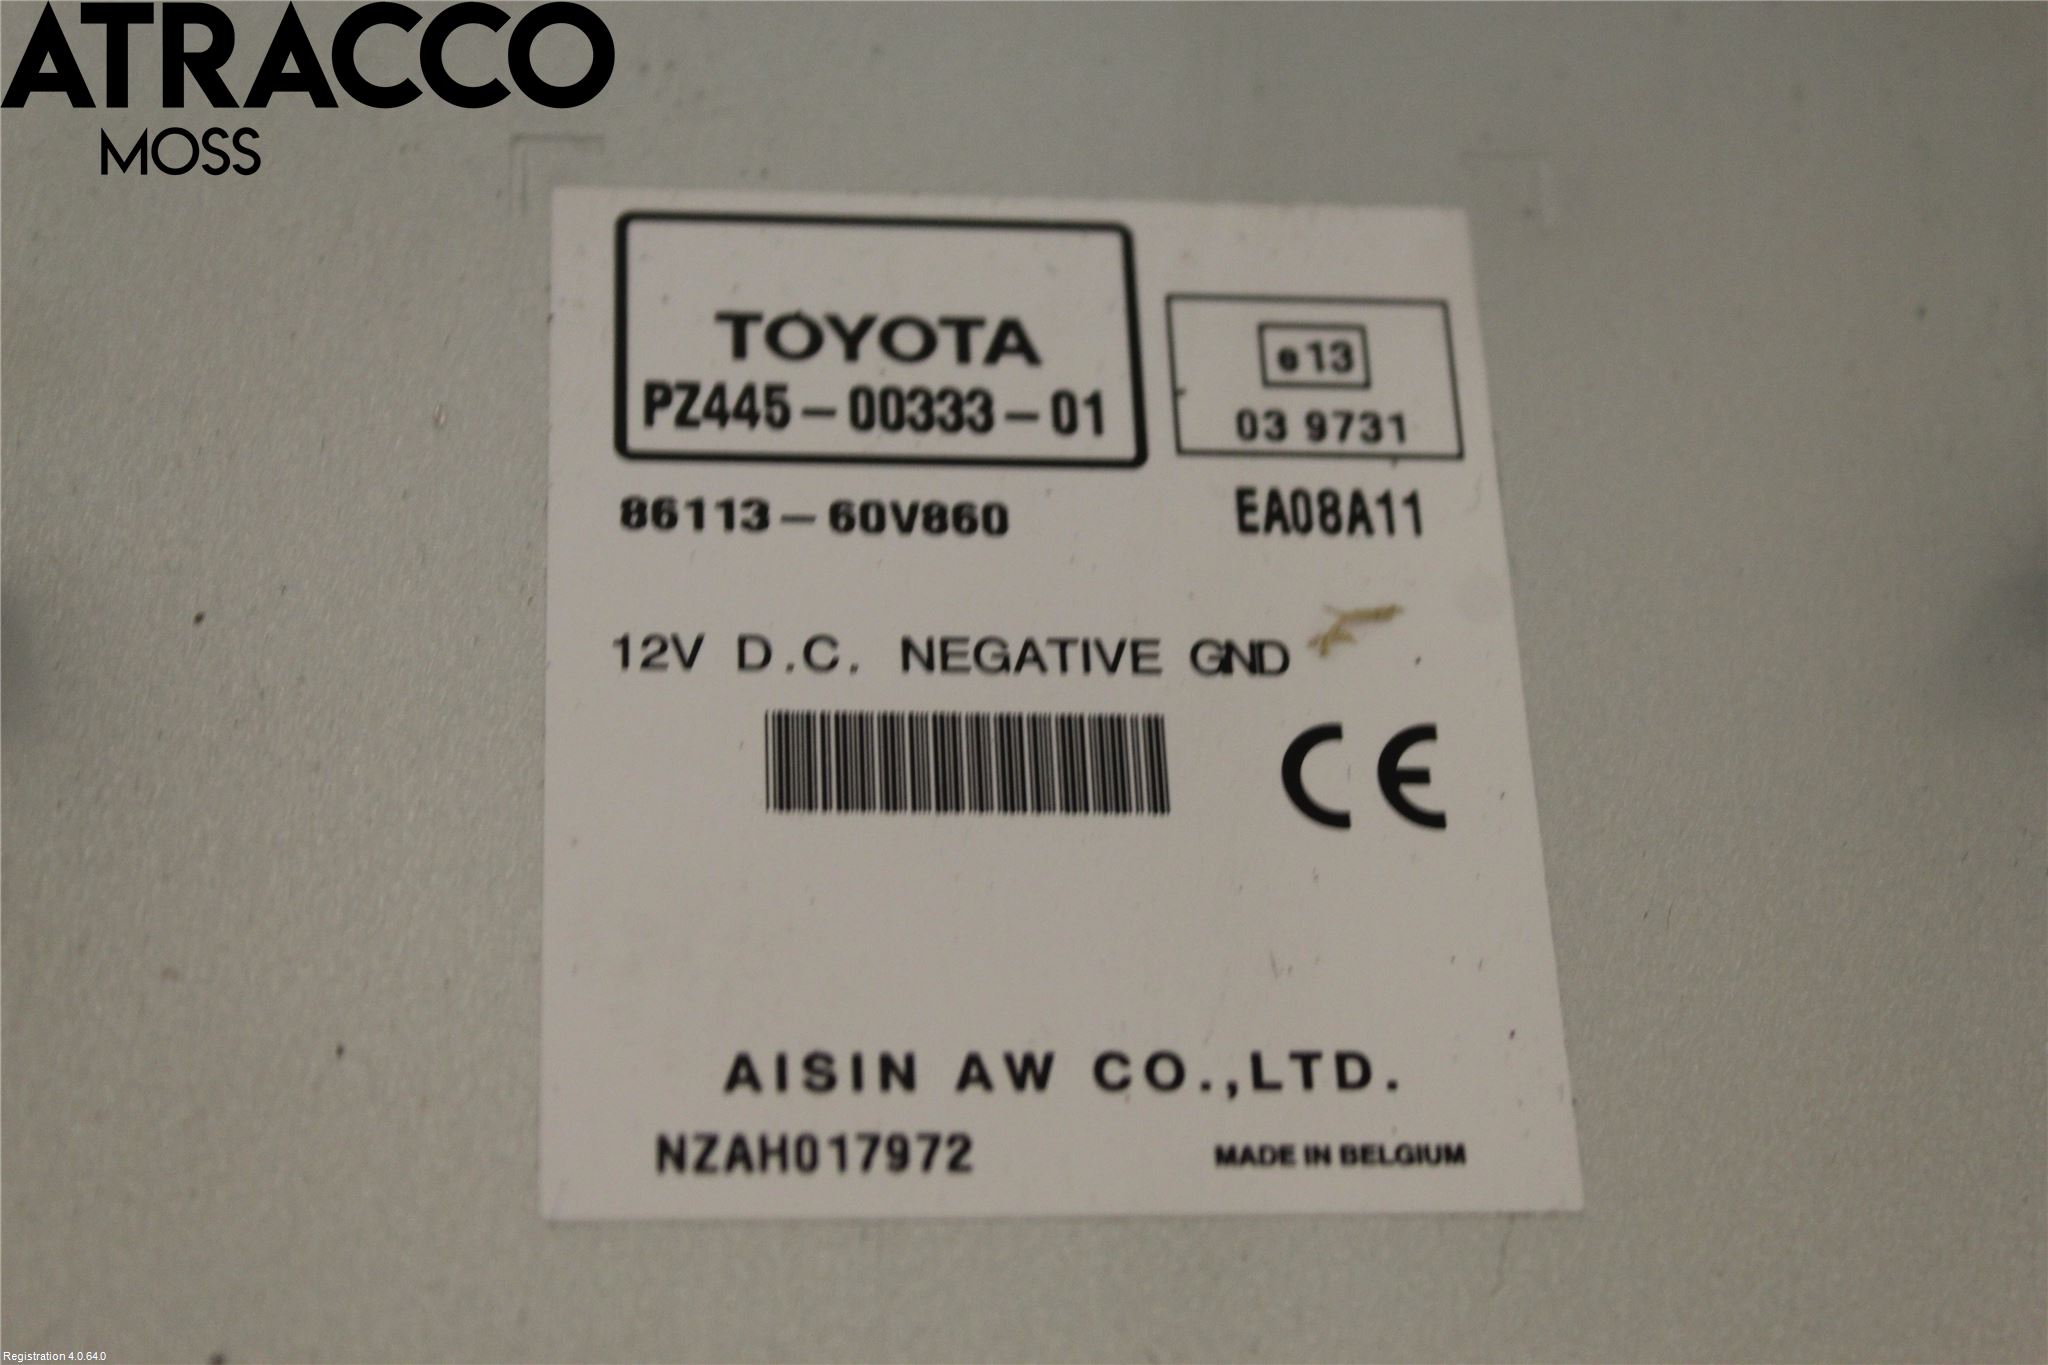 ATRACCO
MOSS
TOYOTA
PZ445-00333-01
e13
03 9731
86113-60V860
EA08A11
12V D.C. NEGATIVE GND
CE
AISIN AW CO.,LTD.
NZAH017972
MADE IN BELGIUM
Registration 4.0.64.0